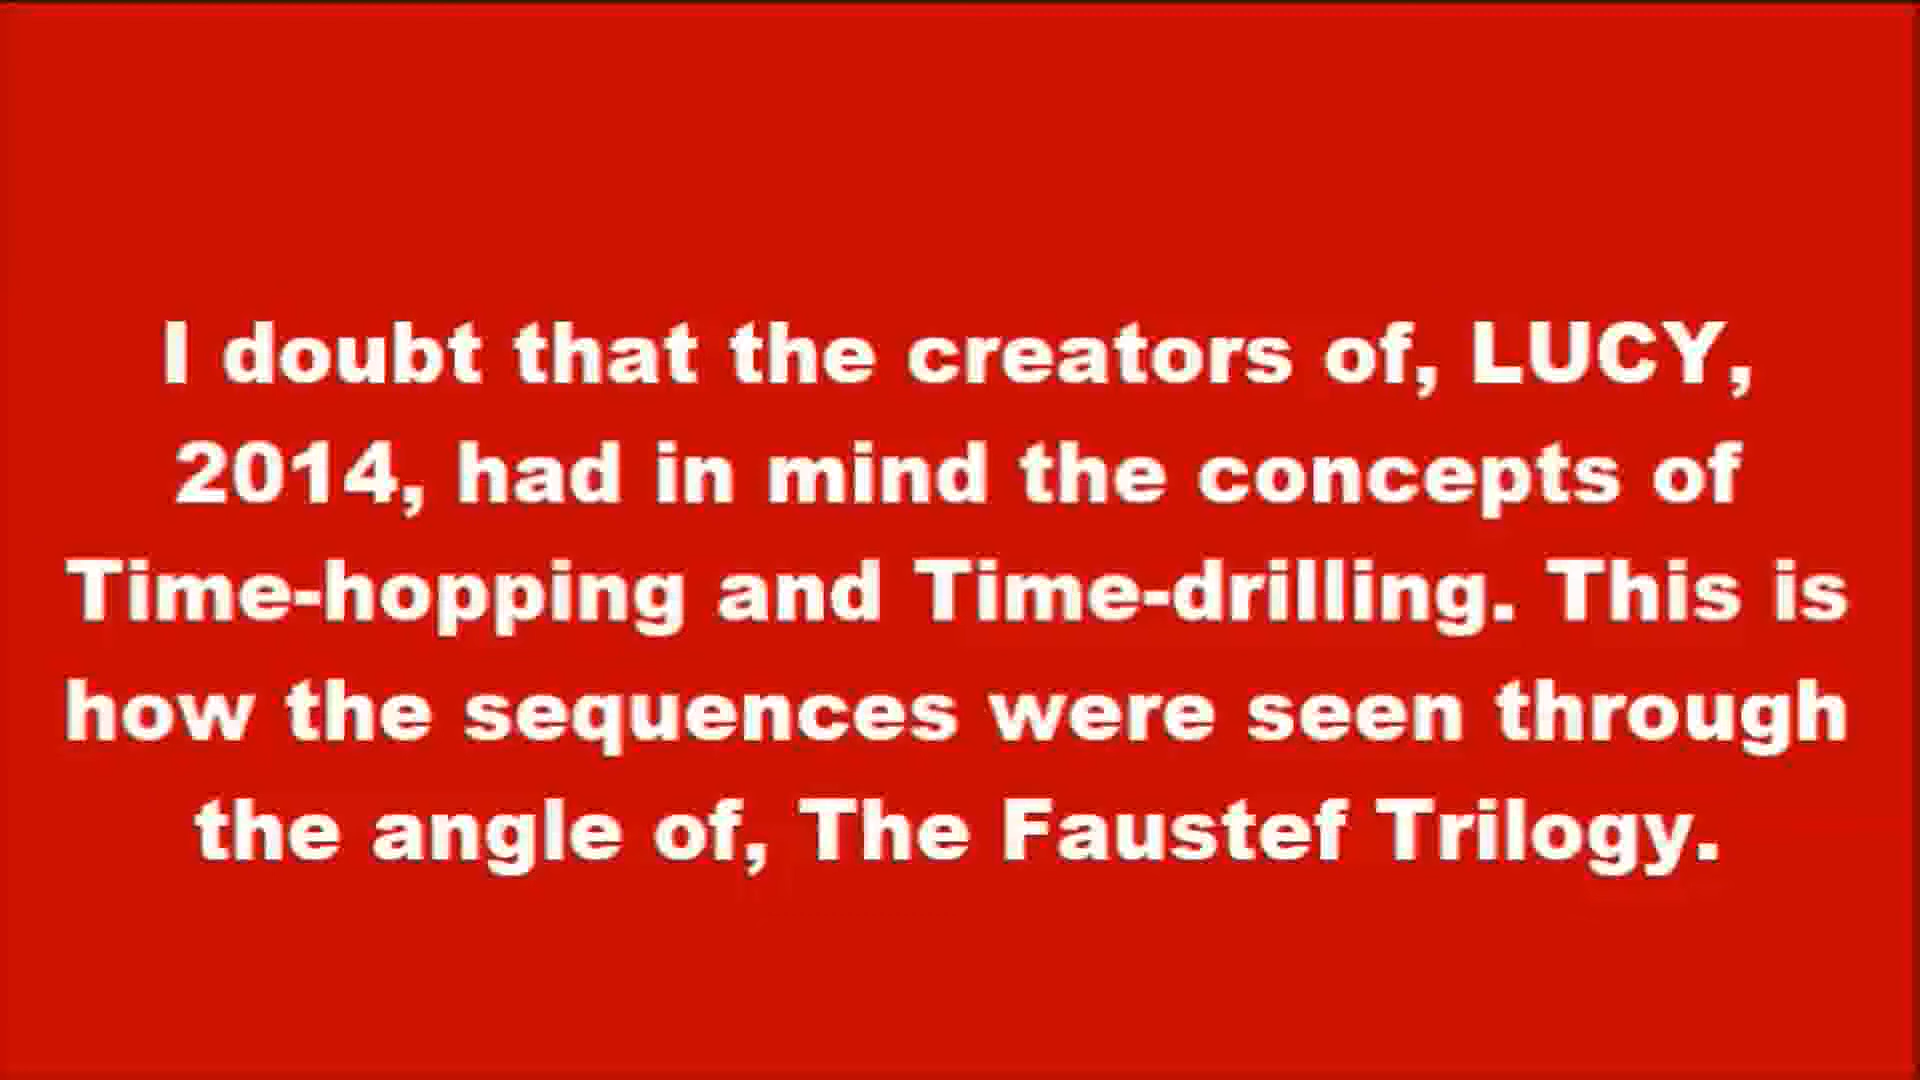 I doubt that the creators of, LUCY,
2014, had in mind the concepts of
Time-hopping and Time-drilling. This is
how the sequences were seen through
the angle of, The Faustef Trilogy.